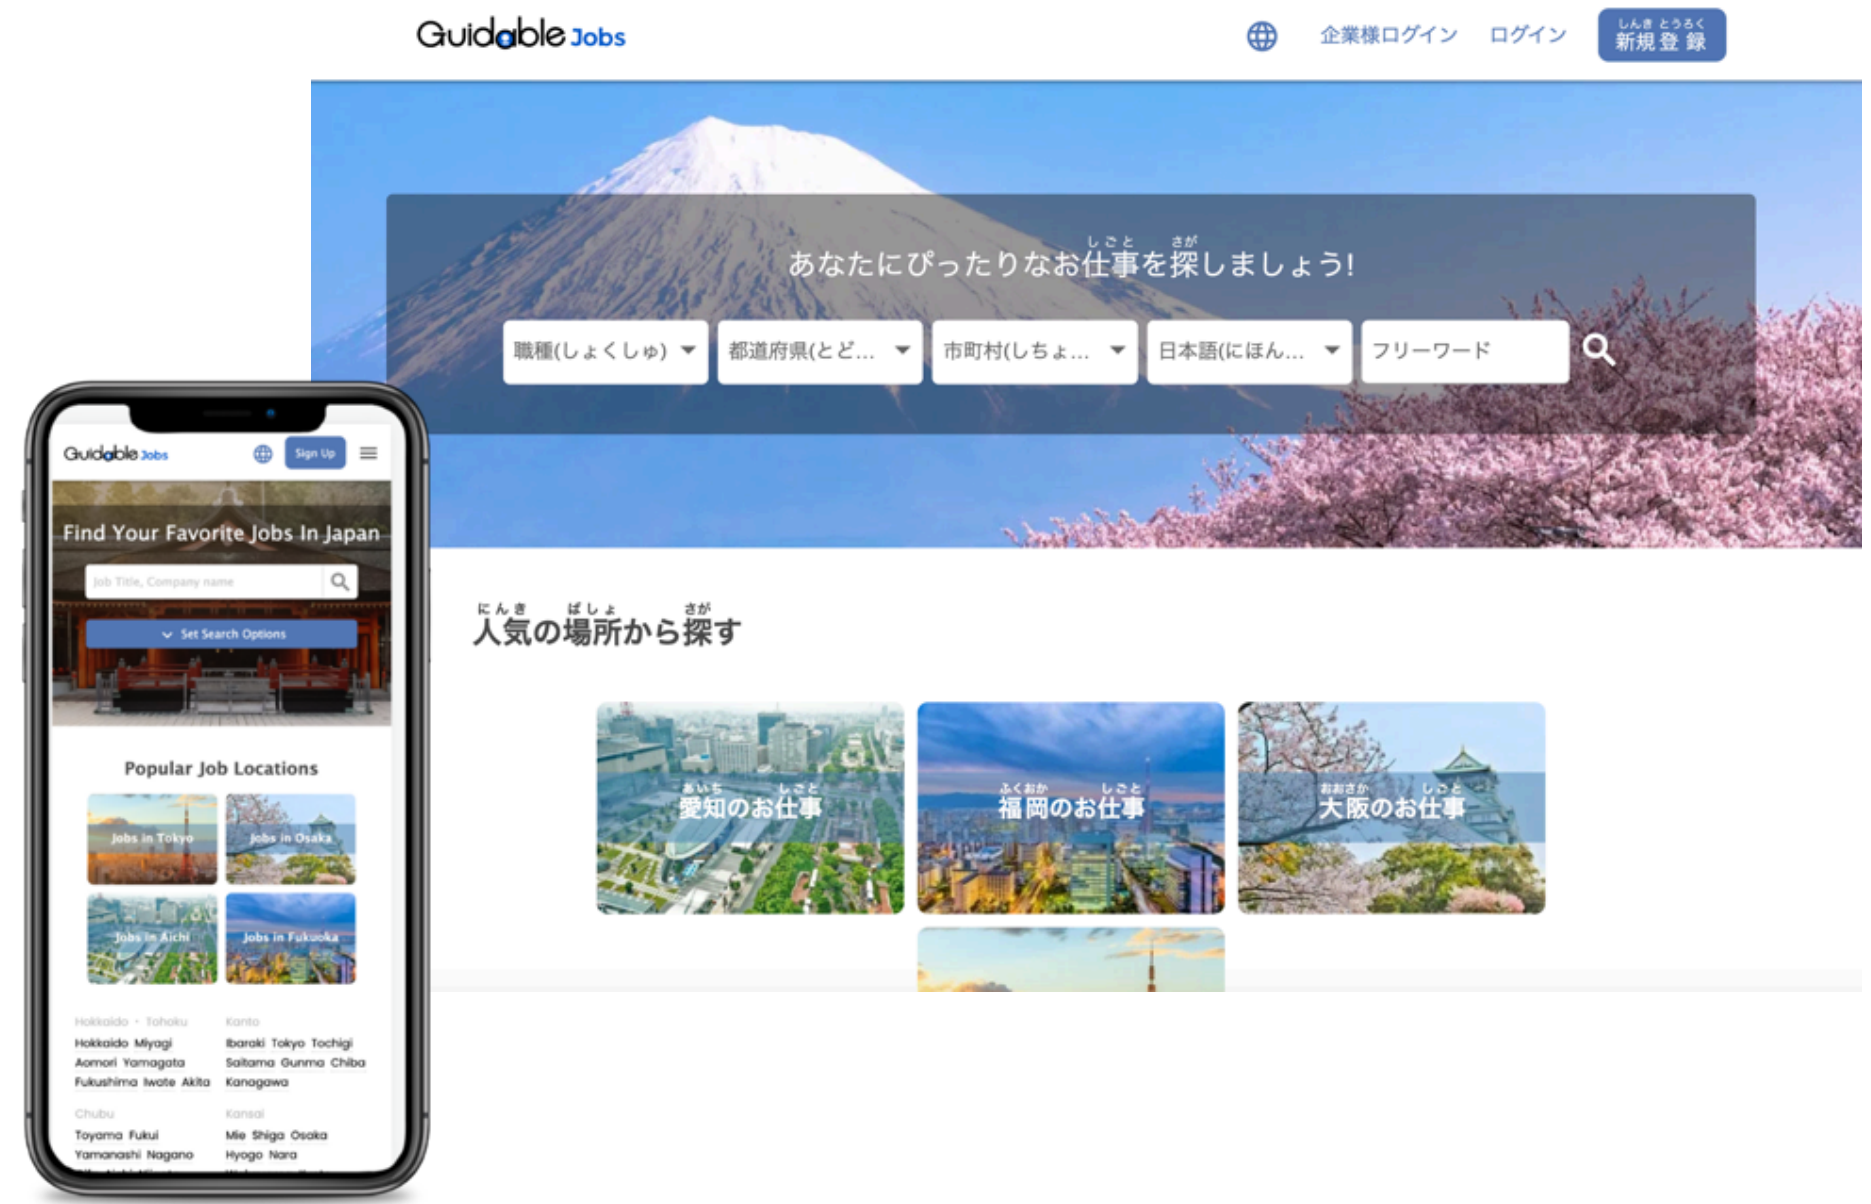 Guidable Jobs
企業様ログイン
ログイン
しんき とうろく
新規登録
しごと さが
あなたにぴったりなお仕事を探しましょう!
職種(しょくしゅ)
都道府県(とど...
市町村(しちょ...
日本語(にほん...
フリーワード
にんき ばしょ さが
人気の場所から探す
あいち しごと
愛知のお仕事
ふくおか しごと
福岡のお仕事
おおさか しごと
大阪のお仕事
Guidable Jobs
Sign Up
Find Your Favorite Jobs In Japan
Job Title, Company name
Set Search Options
Popular Job Locations
Jobs in Tokyo
Jobs in Osaka
Jobs in Aichi
Jobs in Fukuoka
Hokkaido・Tohoku
Hokkaido Miyagi
Aomori Yamagata
Fukushima Iwate Akita
Kanto
Ibaraki Tokyo Tochigi
Saitama Gunma Chiba
Kanagawa
Chubu
Toyama Fukui
Yamanashi Nagano
Kansai
Mie Shiga Osaka
Hyogo Nara